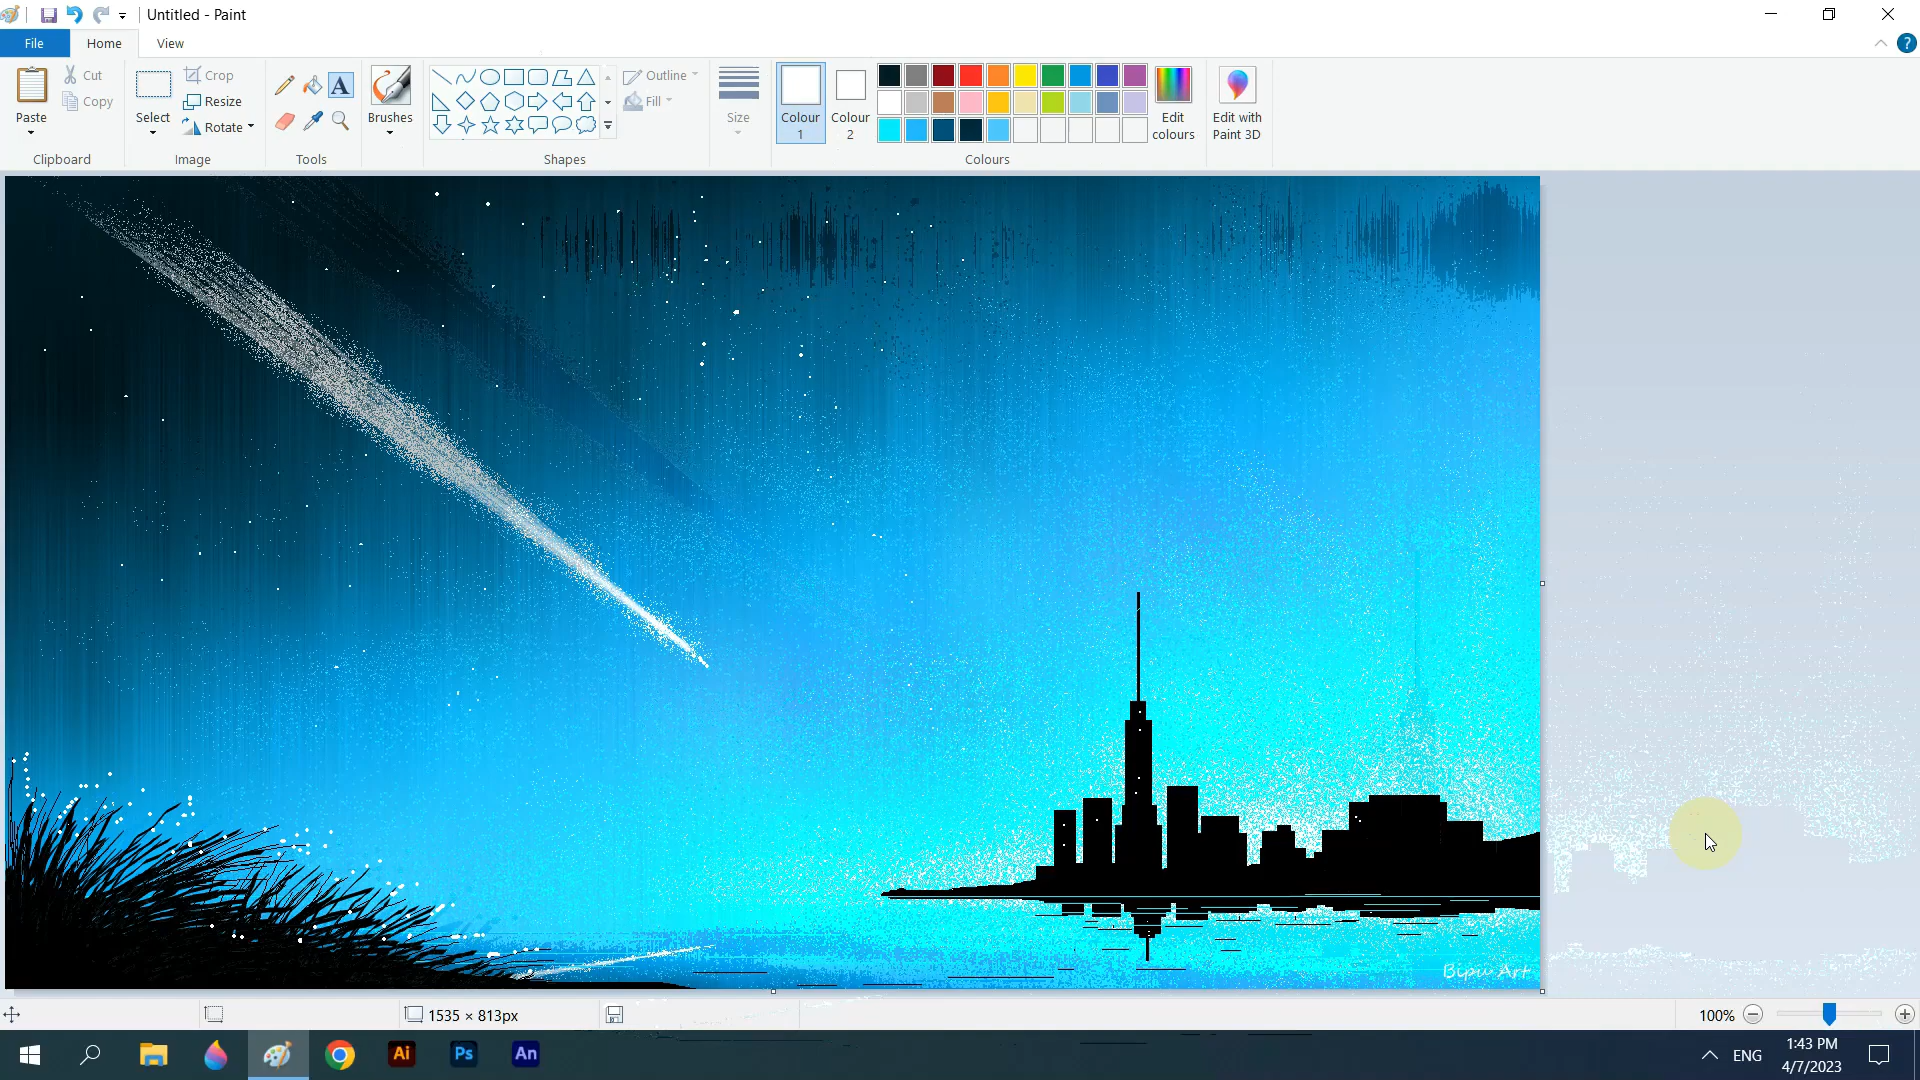 Untitled - Paint
File Home View
Paste
Cut
Copy
Clipboard
Select
Crop
Resize
Rotate
Image
Tools
Brushes
Shapes
Outline
Fill
Size
Colour
1
Colour
2
Colours
Edit
colours
Edit with
Paint 3D
?
A
Bipu Art
1535 × 813px
100%
Ai
Ps
An
ENG
1:43 PM
4/7/2023